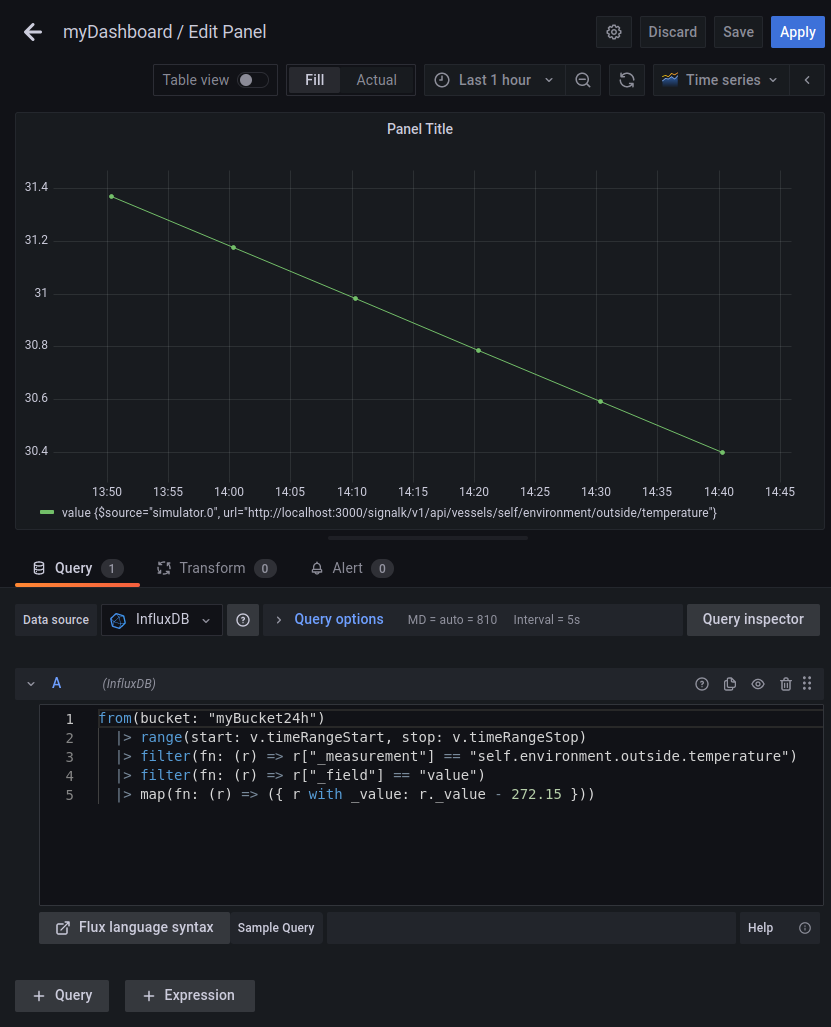 myDashboard / Edit Panel
Discard
Save
Apply
Table view
Fill
Actual
Last 1 hour
Time series
Panel Title
31.4
31.2
31
30.8
30.6
30.4
13:50 13:55 14:00 14:05 14:10 14:15 14:20 14:25 14:30 14:35 14:40 14:45
value {$source="simulator.0", url="http://localhost:3000/signalk/v1/api/vessels/self/environment/outside/temperature"}
Query 1
Transform 0
Alert 0
Data source
InfluxDB
Query options
MD = auto = 810
Interval = 5s
Query inspector
A
(InfluxDB)
1 from(bucket: "myBucket24h")
2 |> range(start: v.timeRangeStart, stop: v.timeRangeStop)
3 |> filter(fn: (r) => r["_measurement"] == "self.environment.outside.temperature")
4 |> filter(fn: (r) => r["_field"] == "value")
5 |> map(fn: (r) => ({ r with _value: r._value - 272.15 }))
Flux language syntax
Sample Query
Help
+ Query
+ Expression